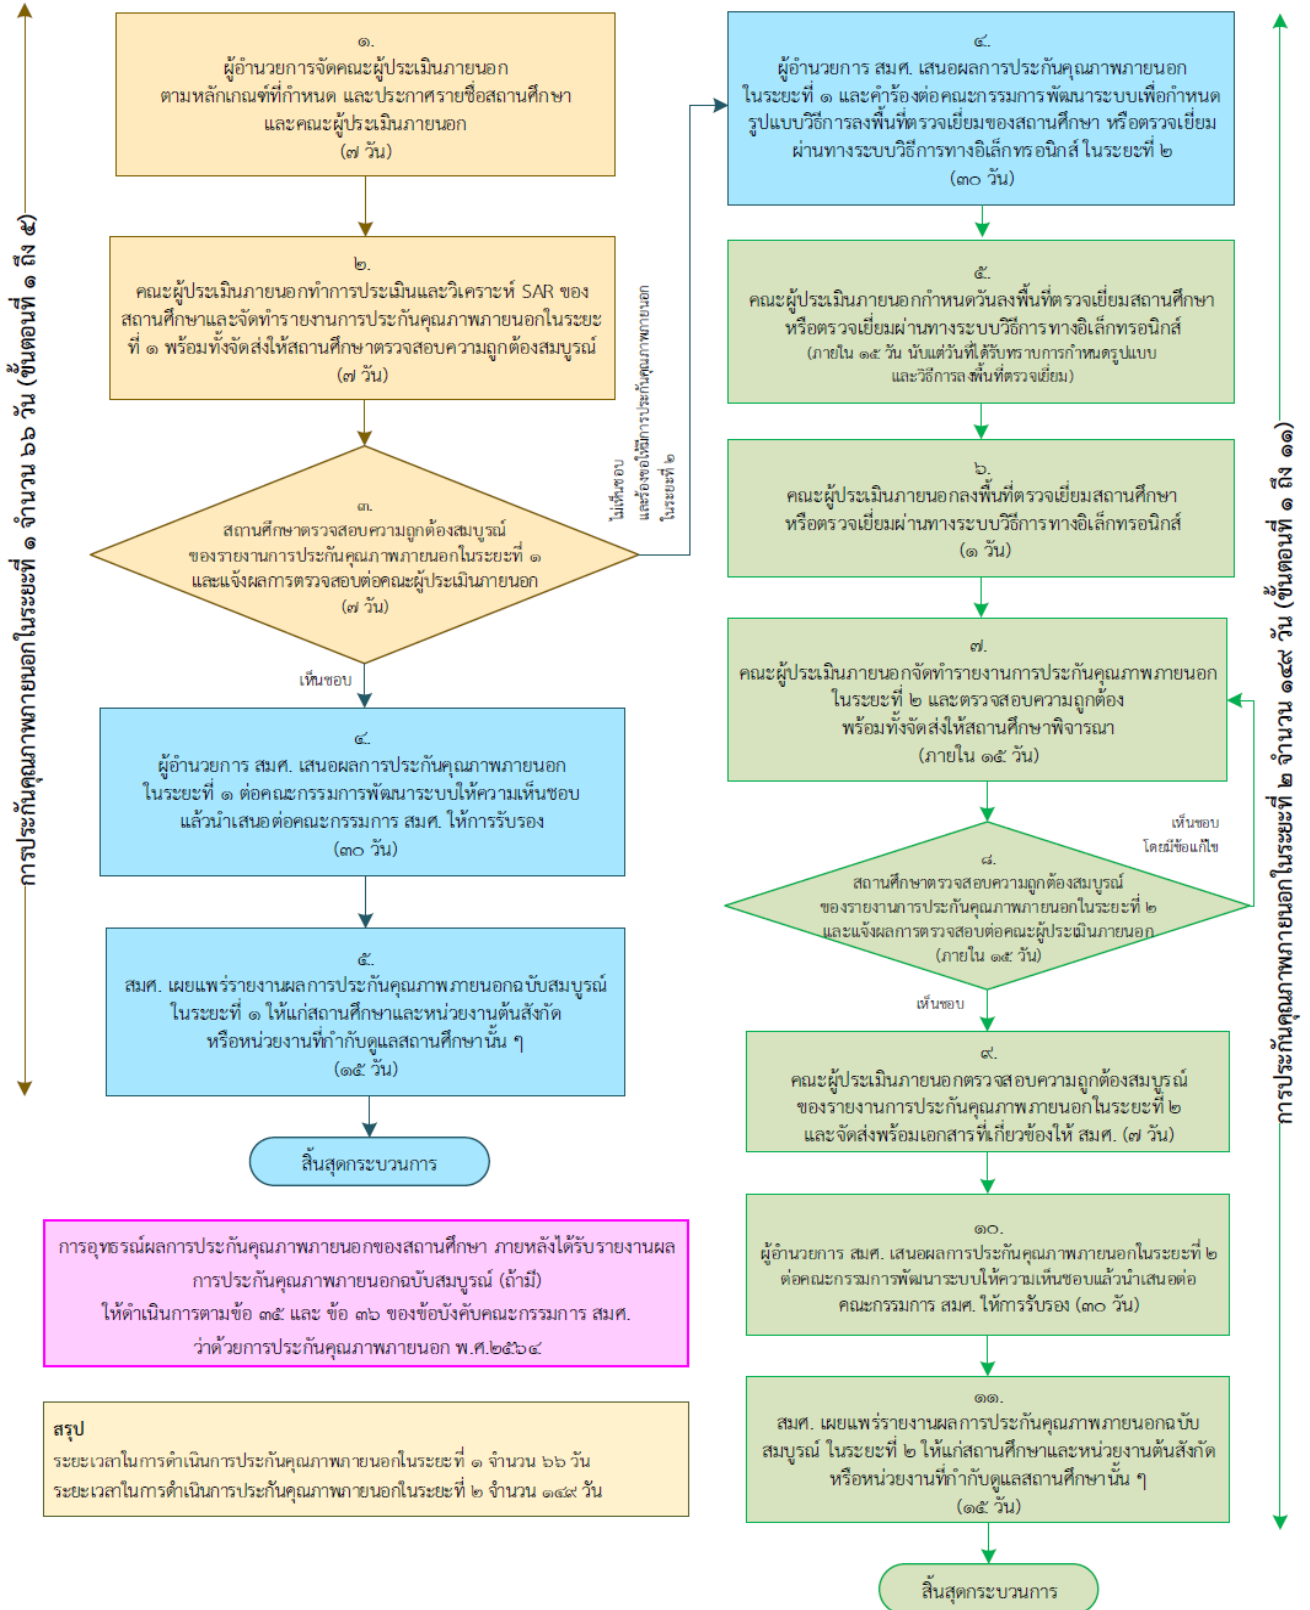 การประกันคุณภาพภายนอกในระยะที่ ๑ จำนวน ๖๖ วัน (ขั้นตอนที่ ๑ ถึง ๕)
๑.
ผู้อำนวยการจัดคณะผู้ประเมินภายนอก
ตามหลักเกณฑ์ที่กำหนด และประกาศรายชื่อสถานศึกษา
และคณะผู้ประเมินภายนอก
(๗ วัน)
๒.
คณะผู้ประเมินภายนอกทำการประเมินและวิเคราะห์ SAR ของ
สถานศึกษาและจัดทำรายงานการประกันคุณภาพภายนอกในระยะ
ที่ ๑ พร้อมทั้งจัดส่งให้สถานศึกษาตรวจสอบความถูกต้องสมบูรณ์
(๗ วัน)
๓.
สถานศึกษาตรวจสอบความถูกต้องสมบูรณ์
ของรายงานการประกันคุณภาพภายนอกในระยะที่ ๑
และแจ้งผลการตรวจสอบต่อคณะผู้ประเมินภายนอก
(๗ วัน)
ไม่เห็นชอบ
และร้องขอให้มีการประกันคุณภาพภายนอก
ในระยะที่ ๒
เห็นชอบ
๔.
ผู้อำนวยการ สมศ. เสนอผลการประกันคุณภาพภายนอก
ในระยะที่ ๑ ต่อคณะกรรมการพัฒนาระบบให้ความเห็นชอบ
แล้วนำเสนอต่อคณะกรรมการ สมศ. ให้การรับรอง
(๓๐ วัน)
๕.
สมศ. เผยแพร่รายงานผลการประกันคุณภาพภายนอกฉบับสมบูรณ์
ในระยะที่ ๑ ให้แก่สถานศึกษาและหน่วยงานต้นสังกัด
หรือหน่วยงานที่กำกับดูแลสถานศึกษานั้น ๆ
(๑๕ วัน)
สิ้นสุดกระบวนการ
การอุทธรณ์ผลการประกันคุณภาพภายนอกของสถานศึกษา ภายหลังได้รับรายงานผล
การประกันคุณภาพภายนอกฉบับสมบูรณ์ (ถ้ามี)
ให้ดำเนินการตามข้อ ๓๕ และ ข้อ ๓๖ ของข้อบังคับคณะกรรมการ สมศ.
ว่าด้วยการประกันคุณภาพภายนอก พ.ศ.๒๕๖๔
สรุป
ระยะเวลาในการดำเนินการประกันคุณภาพภายนอกในระยะที่ ๑ จำนวน ๖๖ วัน
ระยะเวลาในการดำเนินการประกันคุณภาพภายนอกในระยะที่ ๒ จำนวน ๑๔๙ วัน
๔.
ผู้อำนวยการ สมศ. เสนอผลการประกันคุณภาพภายนอก
ในระยะที่ ๑ และคำร้องต่อคณะกรรมการพัฒนาระบบเพื่อกำหนด
รูปแบบวิธีการลงพื้นที่ตรวจเยี่ยมของสถานศึกษา หรือตรวจเยี่ยม
ผ่านทางระบบวิธีการทางอิเล็กทรอนิกส์ ในระยะที่ ๒
(๓๐ วัน)
๕.
คณะผู้ประเมินภายนอกกำหนดวันลงพื้นที่ตรวจเยี่ยมสถานศึกษา
หรือตรวจเยี่ยมผ่านทางระบบวิธีการทางอิเล็กทรอนิกส์
(ภายใน ๑๕ วัน นับแต่วันที่ได้รับทราบการกำหนดรูปแบบ
และวิธีการลงพื้นที่ตรวจเยี่ยม)
๖.
คณะผู้ประเมินภายนอกลงพื้นที่ตรวจเยี่ยมสถานศึกษา
หรือตรวจเยี่ยมผ่านทางระบบวิธีการทางอิเล็กทรอนิกส์
(๑ วัน)
๗.
คณะผู้ประเมินภายนอกจัดทำรายงานการประกันคุณภาพภายนอก
ในระยะที่ ๒ และตรวจสอบความถูกต้อง
พร้อมทั้งจัดส่งให้สถานศึกษาพิจารณา
(ภายใน ๑๕ วัน)
เห็นชอบ
โดยมีข้อแก้ไข
๘.
สถานศึกษาตรวจสอบความถูกต้องสมบูรณ์
ของรายงานการประกันคุณภาพภายนอกในระยะที่ ๒
และแจ้งผลการตรวจสอบต่อคณะผู้ประเมินภายนอก
(ภายใน ๑๕ วัน)
เห็นชอบ
๙.
คณะผู้ประเมินภายนอกตรวจสอบความถูกต้องสมบูรณ์
ของรายงานการประกันคุณภาพภายนอกในระยะที่ ๒
และจัดส่งพร้อมเอกสารที่เกี่ยวข้องให้ สมศ. (๗ วัน)
๑๐.
ผู้อำนวยการ สมศ. เสนอผลการประกันคุณภาพภายนอกในระยะที่ ๒
ต่อคณะกรรมการพัฒนาระบบให้ความเห็นชอบแล้วนำเสนอต่อ
คณะกรรมการ สมศ. ให้การรับรอง (๓๐ วัน)
๑๑.
สมศ. เผยแพร่รายงานผลการประกันคุณภาพภายนอกฉบับ
สมบูรณ์ ในระยะที่ ๒ ให้แก่สถานศึกษาและหน่วยงานต้นสังกัด
หรือหน่วยงานที่กำกับดูแลสถานศึกษานั้น ๆ
(๑๕ วัน)
สิ้นสุดกระบวนการ
การประกันคุณภาพภายนอกในระยะที่ ๒ จำนวน ๑๔๙ วัน (ขั้นตอนที่ ๑ ถึง ๑๑)